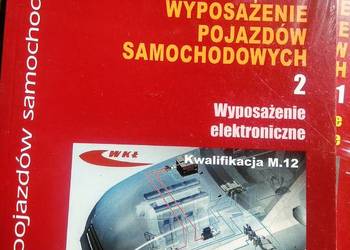 WYPOSAŻENIE
POJAZDÓW
SAMOCHODOWYCH
2
Wyposażenie
elektroniczne
WKŁ
Kwalifikacja M.12
pojazdów samochod
E
E
W
H
1
e
e